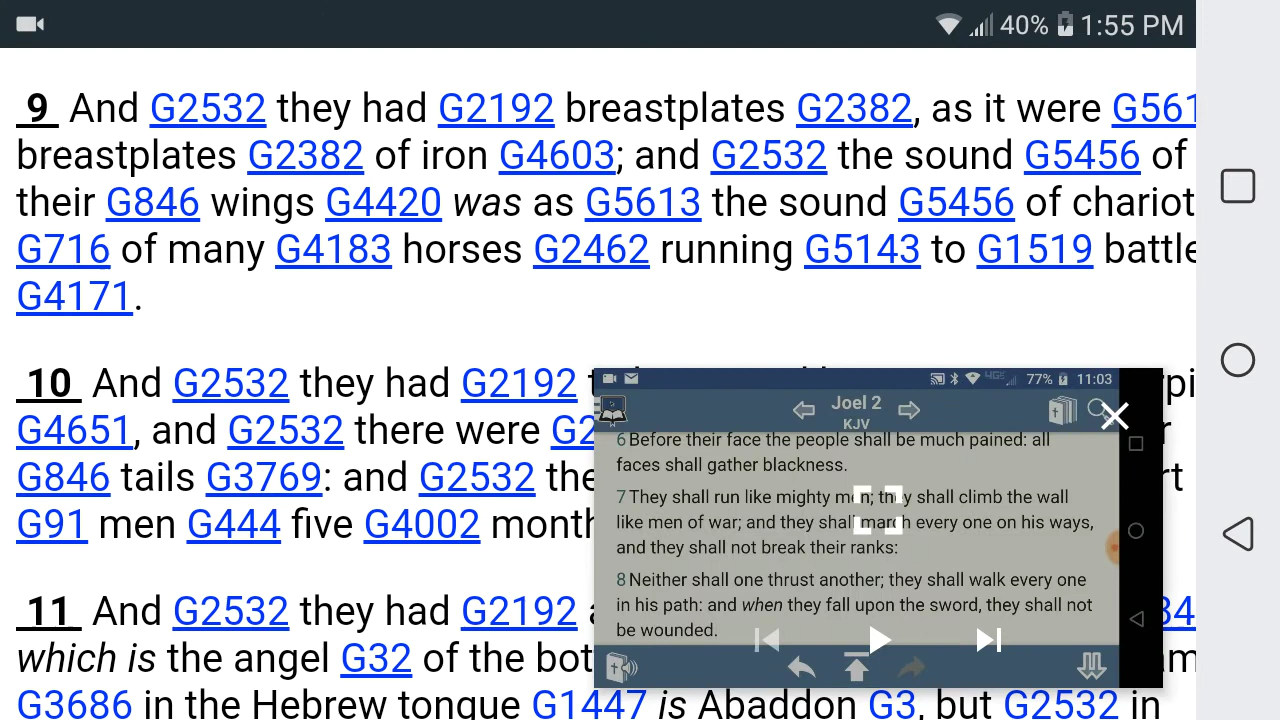 40% 1:55 PM
9 And G2532 they had G2192 breastplates G2382, as it were G561
breastplates G2382 of iron G4603; and G2532 the sound G5456 of
their G846 wings G4420 was as G5613 the sound G5456 of chariot
G716 of many G4183 horses G2462 running G5143 to G1519 battle
G4171.
10 And G2532 they had G2192
G4651, and G2532 there were G2
G846 tails G3769: and G2532 the
G91 men G444 five G4002 month
11 And G2532 they had G2192
which is the angel G32 of the bot
G3686 in the Hebrew tongue G1447 is Abaddon G3, but G2532 in
77% 11:03
Joel 2
KJV
6 Before their face the people shall be much pained: all
faces shall gather blackness.
7 They shall run like mighty men; they shall climb the wall
like men of war; and they shall march every one on his ways,
and they shall not break their ranks:
8 Neither shall one thrust another; they shall walk every one
in his path: and when they fall upon the sword, they shall not
be wounded.